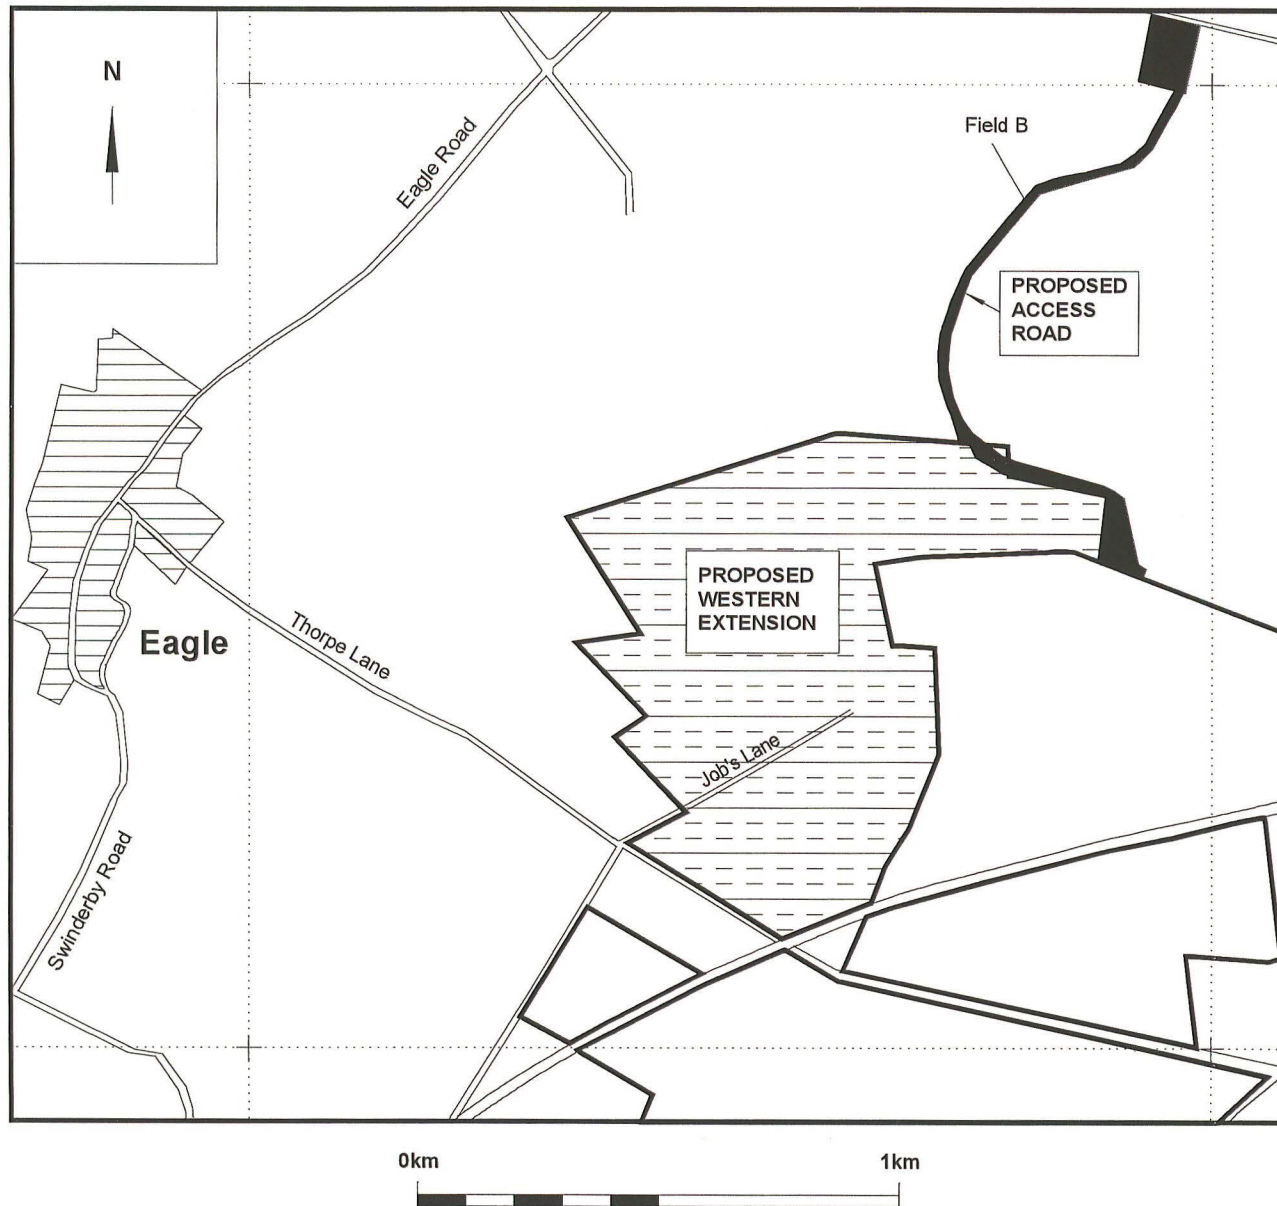 N
Eagle Road
Field B
PROPOSED
ACCESS
ROAD
PROPOSED
WESTERN
EXTENSION
Eagle
Thorpe Lane
Job's Lane
Swinderby Road
0km
1km